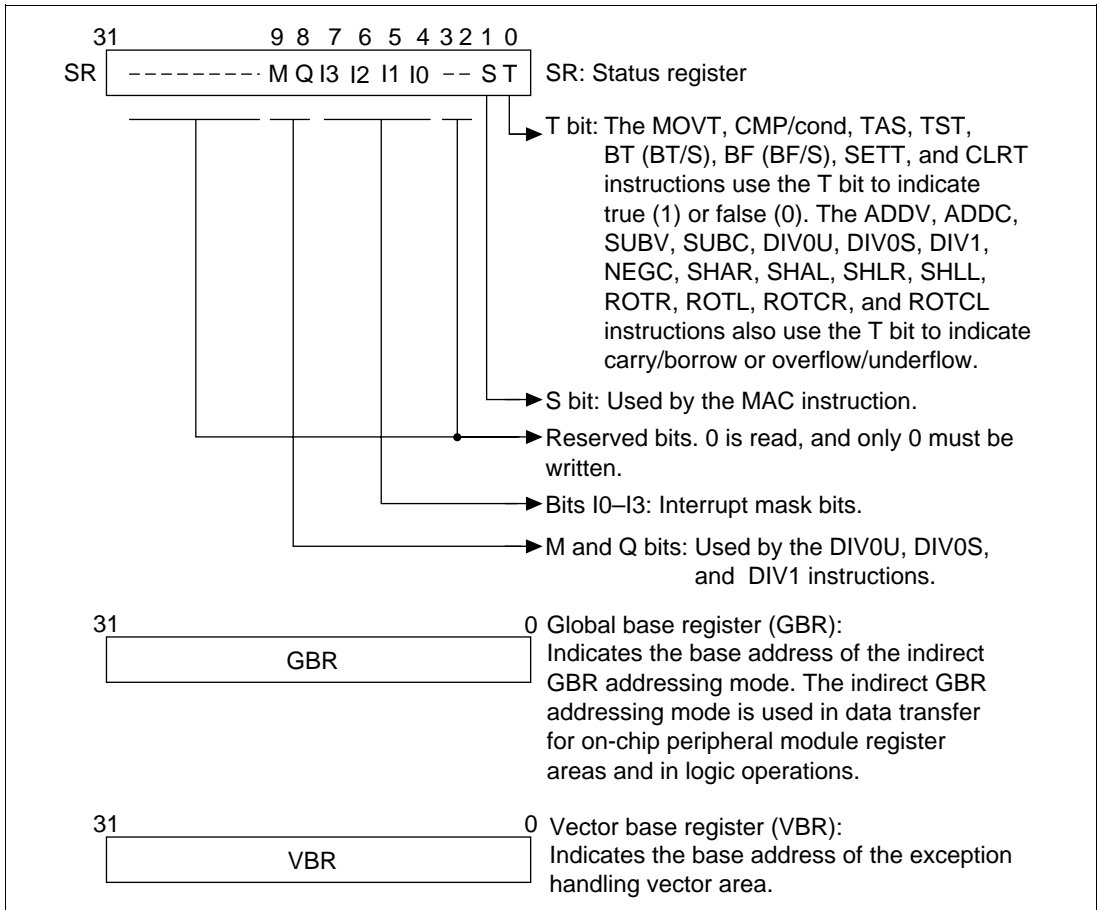 31 9 8 7 6 5 4 3 2 1 0
SR ---------- M Q I3 I2 I1 I0 -- S T SR: Status register
T bit: The MOVT, CMP/cond, TAS, TST,
BT (BT/S), BF (BF/S), SETT, and CLRT
instructions use the T bit to indicate
true (1) or false (0). The ADDV, ADDC,
SUBV, SUBC, DIV0U, DIV0S, DIV1,
NEGC, SHAR, SHAL, SHLR, SHLL,
ROTR, ROTL, ROTCR, and ROTCL
instructions also use the T bit to indicate
carry/borrow or overflow/underflow.
S bit: Used by the MAC instruction.
Reserved bits. 0 is read, and only 0 must be
written.
Bits I0–I3: Interrupt mask bits.
M and Q bits: Used by the DIV0U, DIV0S,
and DIV1 instructions.
31 0 Global base register (GBR):
GBR
Indicates the base address of the indirect
GBR addressing mode. The indirect GBR
addressing mode is used in data transfer
for on-chip peripheral module register
areas and in logic operations.
31 0 Vector base register (VBR):
VBR
Indicates the base address of the exception
handling vector area.